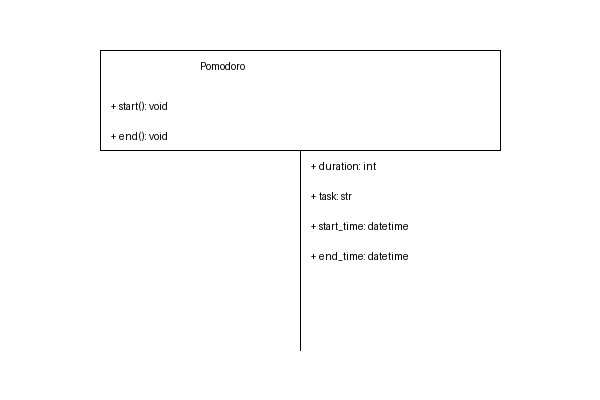 Pomodoro
+ start(): void
+ end(): void
+ duration: int
+ task: str
+ start_time: datetime
+ end_time: datetime